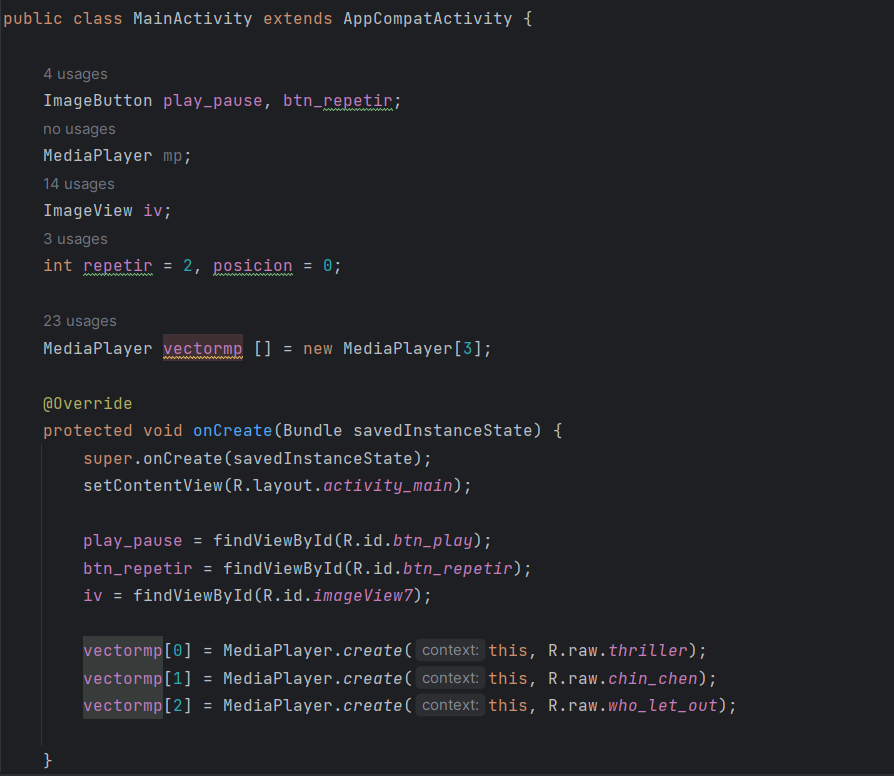 public class MainActivity extends AppCompatActivity {
4 usages
ImageButton play_pause, btn_repetir;
no usages
MediaPlayer mp;
14 usages
ImageView iv;
3 usages
int repetir = 2, posicion = 0;
23 usages
MediaPlayer vectormp [] = new MediaPlayer[3];
@Override
protected void onCreate(Bundle savedInstanceState) {
super.onCreate(savedInstanceState);
setContentView(R.layout.activity_main);
play_pause = findViewById(R.id.btn_play);
btn_repetir = findViewById(R.id.btn_repetir);
iv = findViewById(R.id.imageView7);
vectormp[0] = MediaPlayer.create( context: this, R.raw.thriller);
vectormp[1] = MediaPlayer.create( context: this, R.raw.chin_chen);
vectormp[2] = MediaPlayer.create( context: this, R.raw.who_let_out);
}